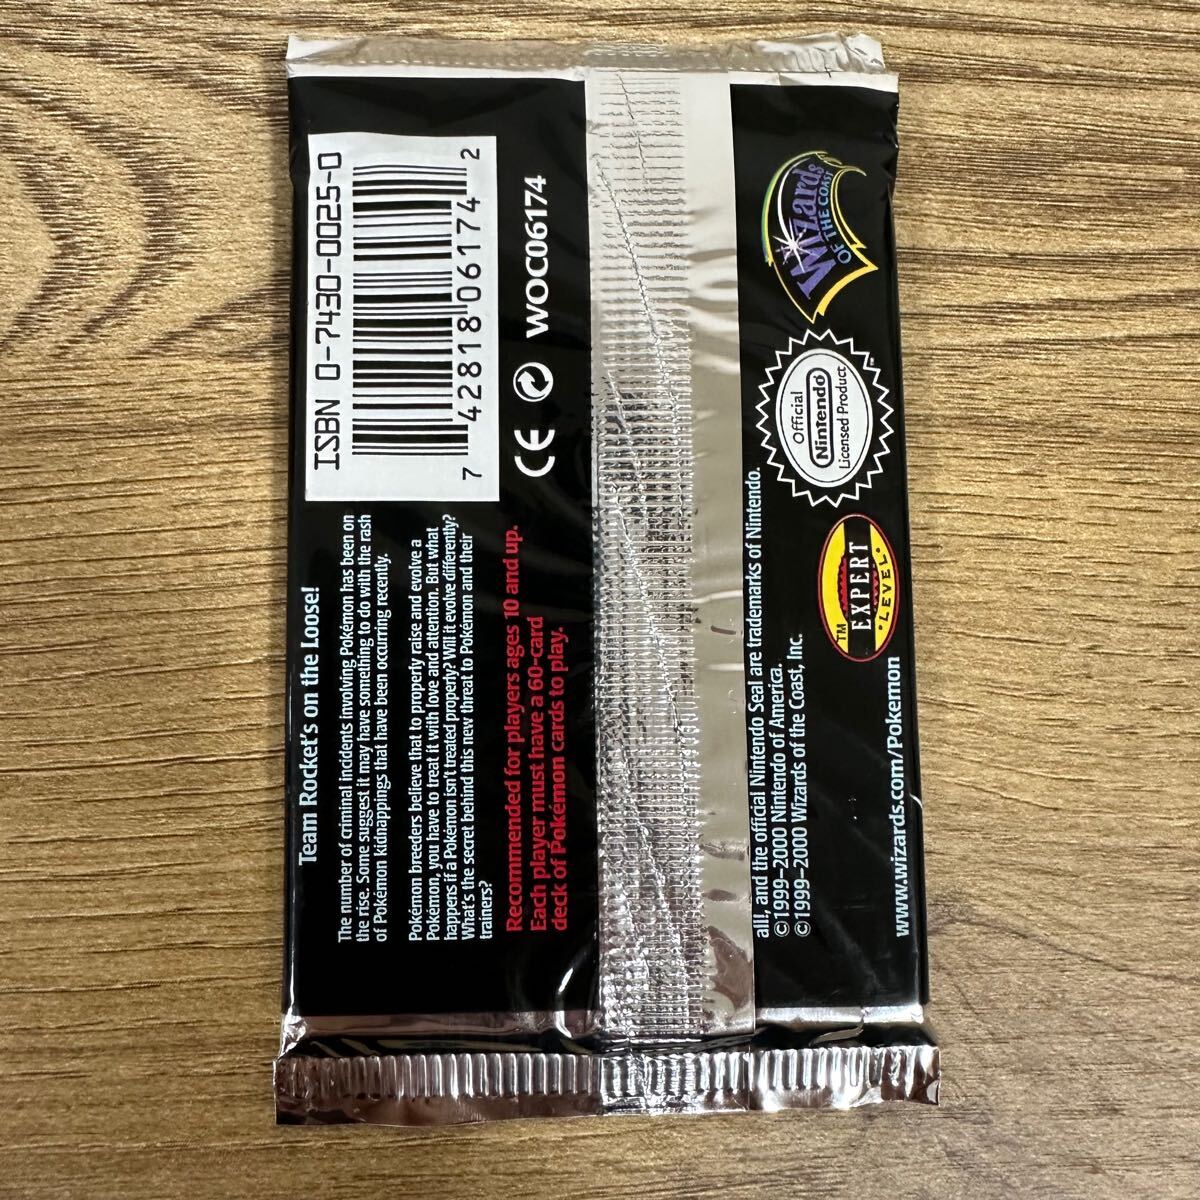 ISBN 0-7430-0025-0
7 42818 06174 2
CE WOC06174
Team Rocket's on the Loose!
The number of criminal incidents involving Pokémon has been on
the rise. Some suggest it may have something to do with the rash
of Pokémon kidnappings that have been occurring recently.
Pokémon breeders believe that to properly raise and evolve a
Pokémon, you have to treat it with love and attention. But what
happens if a Pokémon isn't treated properly? Will it evolve differently?
What's the secret behind this new threat to Pokémon and their
trainers?
Recommended for players ages 10 and up.
Each player must have a 60-card
deck of Pokémon cards to play.
Wizards
OF THE COAST
Official
Nintendo
Licensed Product
TM
EXPERT
LEVEL
all!, and the official Nintendo Seal are trademarks of Nintendo.
©1999–2000 Nintendo of America.
©1999–2000 Wizards of the Coast, Inc.
www.wizards.com/Pokemon